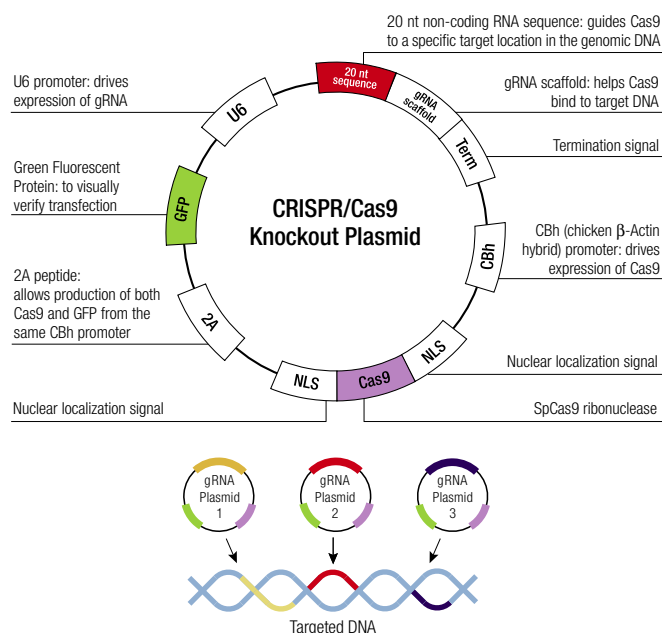 20 nt non-coding RNA sequence: guides Cas9
to a specific target location in the genomic DNA
20 nt
sequence
U6 promoter: drives
expression of gRNA
U6
gRNA
scaffold
gRNA scaffold: helps Cas9
bind to target DNA
Term
Termination signal
Green Fluorescent
Protein: to visually
verify transfection
GFP
CRISPR/Cas9
Knockout Plasmid
CBh
CBh (chicken β-Actin
hybrid) promoter: drives
expression of Cas9
2A peptide:
allows production of both
Cas9 and GFP from the
same CBh promoter
2A
NLS
Cas9
NLS
Nuclear localization signal
Nuclear localization signal
SpCas9 ribonuclease
gRNA
Plasmid
1
gRNA
Plasmid
2
gRNA
Plasmid
3
Targeted DNA